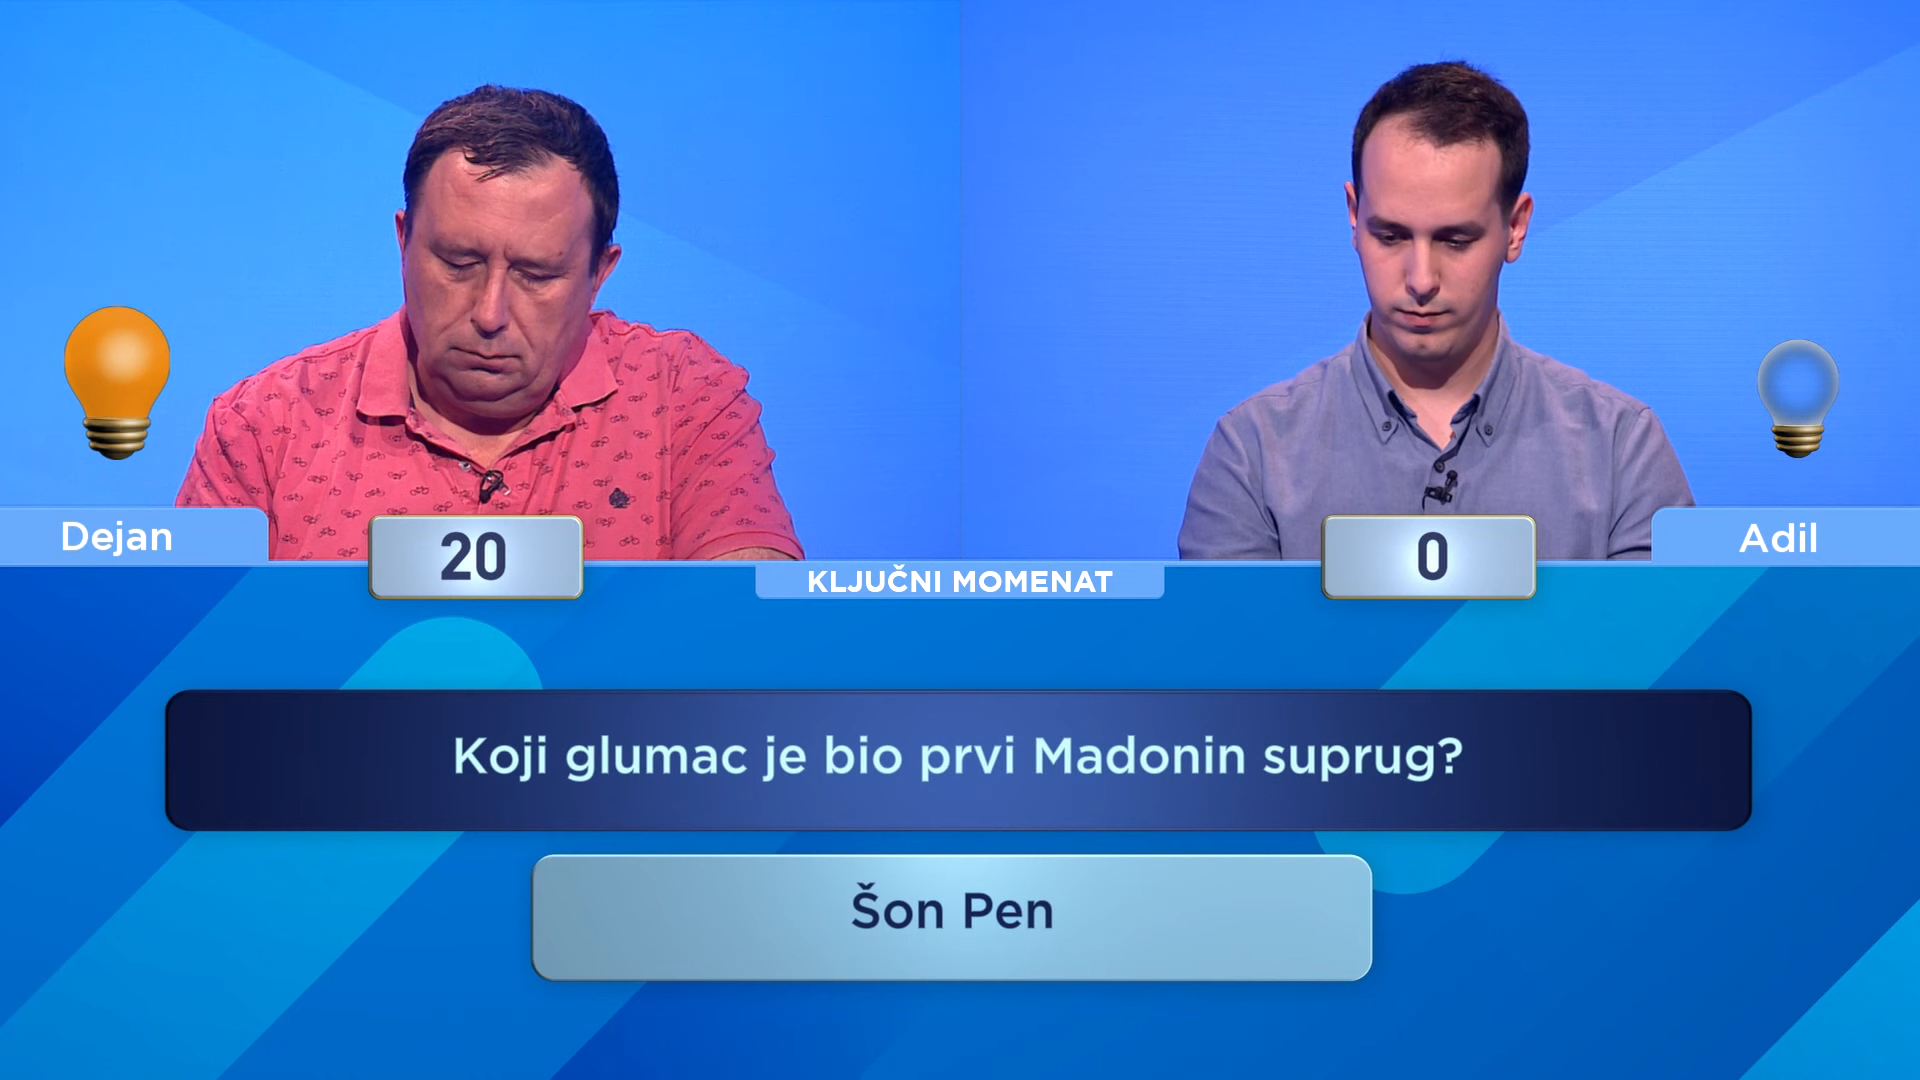 Dejan
20
KLJUČNI MOMENAT
0
Adil
Koji glumac je bio prvi Madonin suprug?
Šon Pen